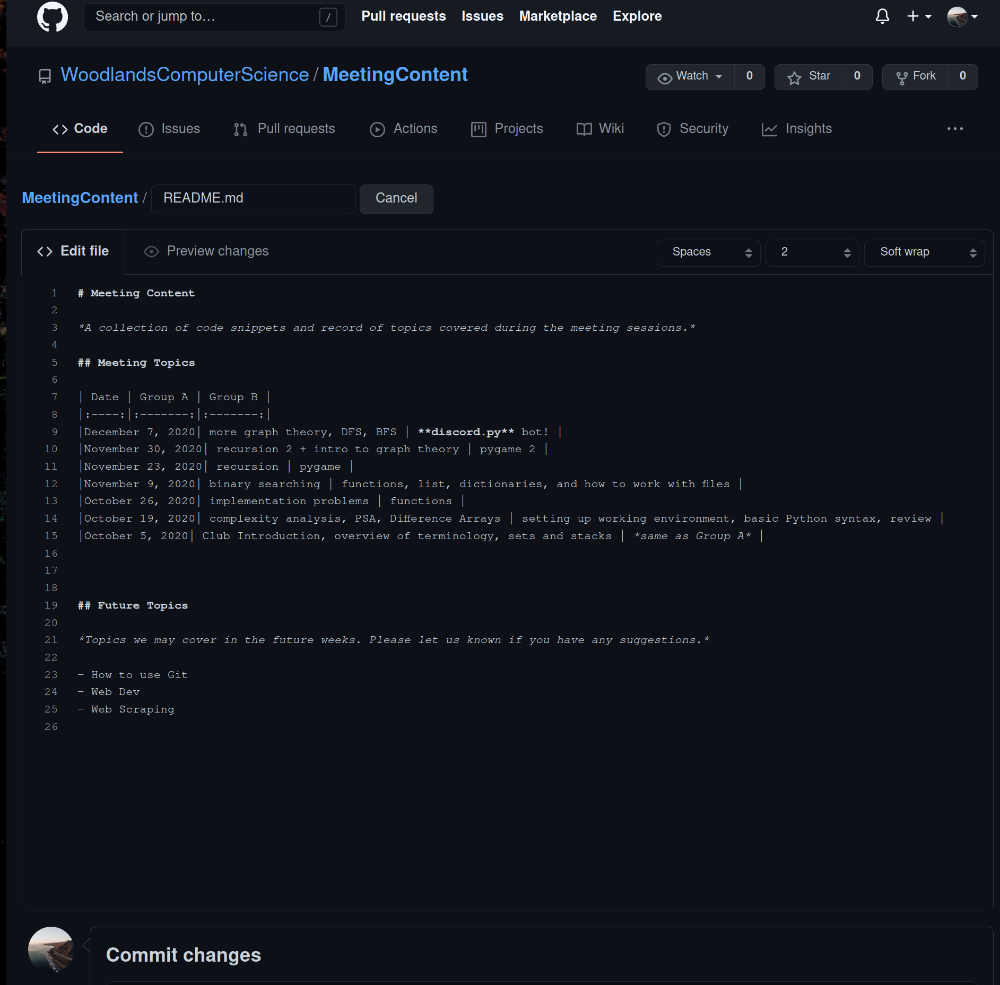 Search or jump to... / Pull requests Issues Marketplace Explore
WoodlandsComputerScience / MeetingContent Watch 0 Star 0 Fork 0
Code Issues Pull requests Actions Projects Wiki Security Insights ...
MeetingContent / README.md Cancel
Edit file Preview changes Spaces 2 Soft wrap
1 # Meeting Content
2
3 *A collection of code snippets and record of topics covered during the meeting sessions.*
4
5 ## Meeting Topics
6
7 | Date | Group A | Group B |
8 |:----:|:-------:|:-------:|
9 |December 7, 2020| more graph theory, DFS, BFS | **discord.py** bot! |
10 |November 30, 2020| recursion 2 + intro to graph theory | pygame 2 |
11 |November 23, 2020| recursion | pygame |
12 |November 9, 2020| binary searching | functions, list, dictionaries, and how to work with files |
13 |October 26, 2020| implementation problems | functions |
14 |October 19, 2020| complexity analysis, PSA, Difference Arrays | setting up working environment, basic Python syntax, review |
15 |October 5, 2020| Club Introduction, overview of terminology, sets and stacks | *same as Group A* |
16
17
18
19 ## Future Topics
20
21 *Topics we may cover in the future weeks. Please let us known if you have any suggestions.*
22
23 - How to use Git
24 - Web Dev
25 - Web Scraping
26
Commit changes